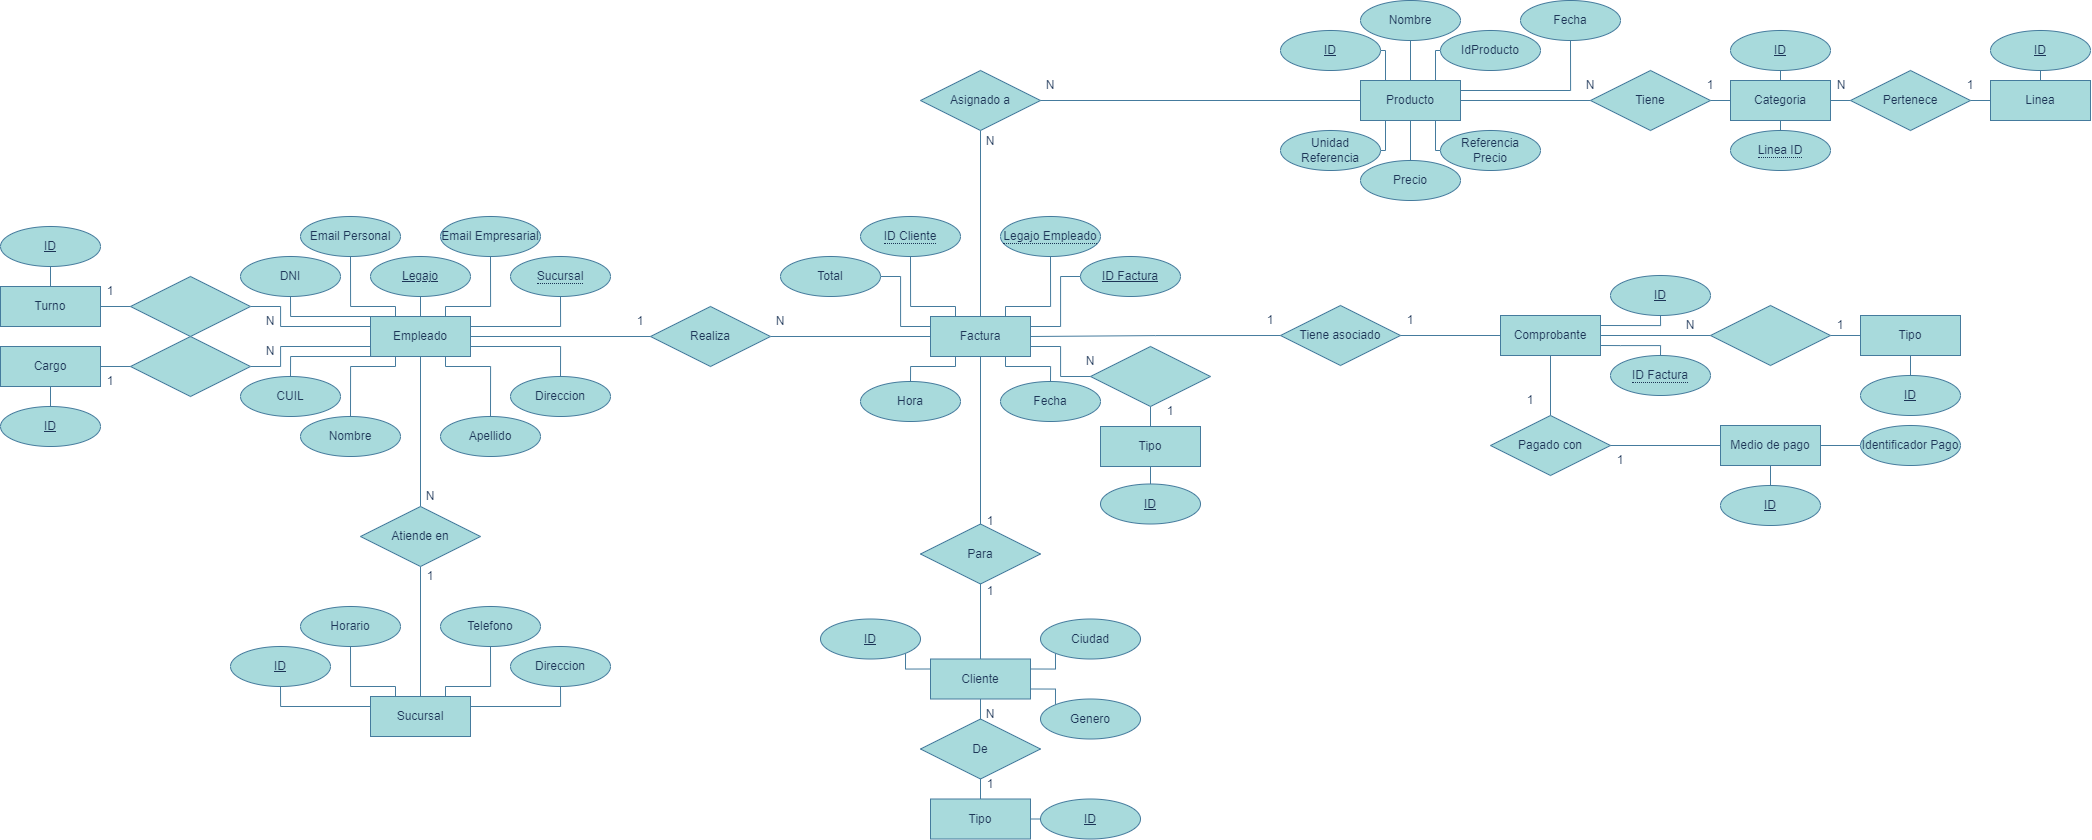 Nombre
Fecha
ID
IdProducto
ID
ID
Asignado a
N
Producto
N
Tiene
1
Categoria
N
Pertenece
1
Linea
N
Unidad
Referencia
Referencia
Precio
Linea ID
Precio
Email Personal
Email Empresarial
ID
DNI
Legajo
Sucursal
1
Turno
N
Empleado
N
Cargo
1
CUIL
Direccion
ID
Nombre
Apellido
1
Realiza
N
ID Cliente
Legajo Empleado
Total
ID Factura
Factura
Hora
Fecha
N
1
Tipo
ID
1
Tiene asociado
1
Comprobante
ID
N
1
Tipo
ID Factura
ID
1
Pagado con
1
Medio de pago
Identificador Pago
ID
N
Atiende en
1
Horario
Telefono
ID
Direccion
Sucursal
1
Para
1
ID
Ciudad
Cliente
Genero
N
De
1
Tipo
ID